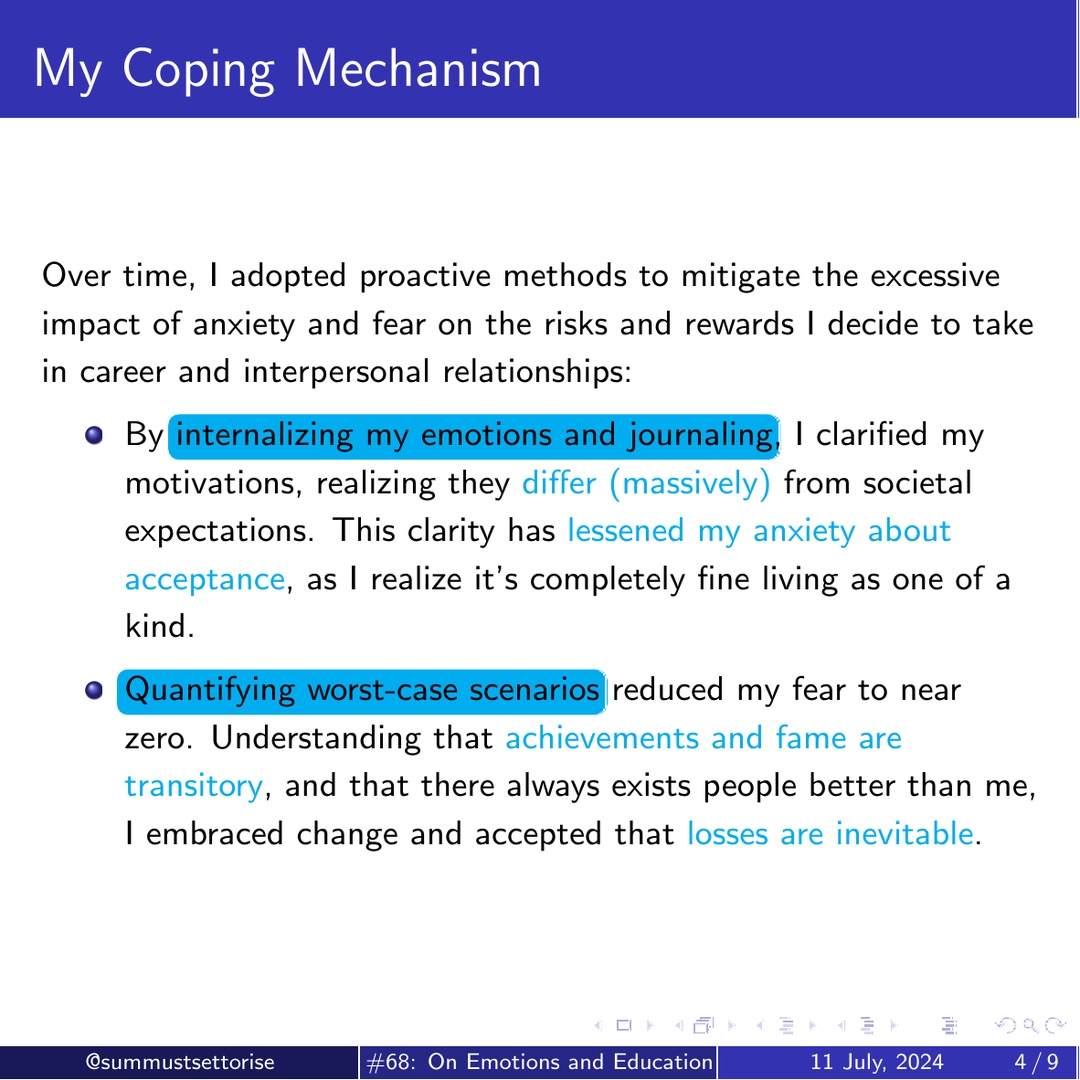 My Coping Mechanism
Over time, I adopted proactive methods to mitigate the excessive
impact of anxiety and fear on the risks and rewards I decide to take
in career and interpersonal relationships:
By internalizing my emotions and journaling, I clarified my
motivations, realizing they differ (massively) from societal
expectations. This clarity has lessened my anxiety about
acceptance, as I realize it's completely fine living as one of a
kind.
Quantifying worst-case scenarios reduced my fear to near
zero. Understanding that achievements and fame are
transitory, and that there always exists people better than me,
I embraced change and accepted that losses are inevitable.
@summustsettorise #68: On Emotions and Education 11 July, 2024 4 / 9